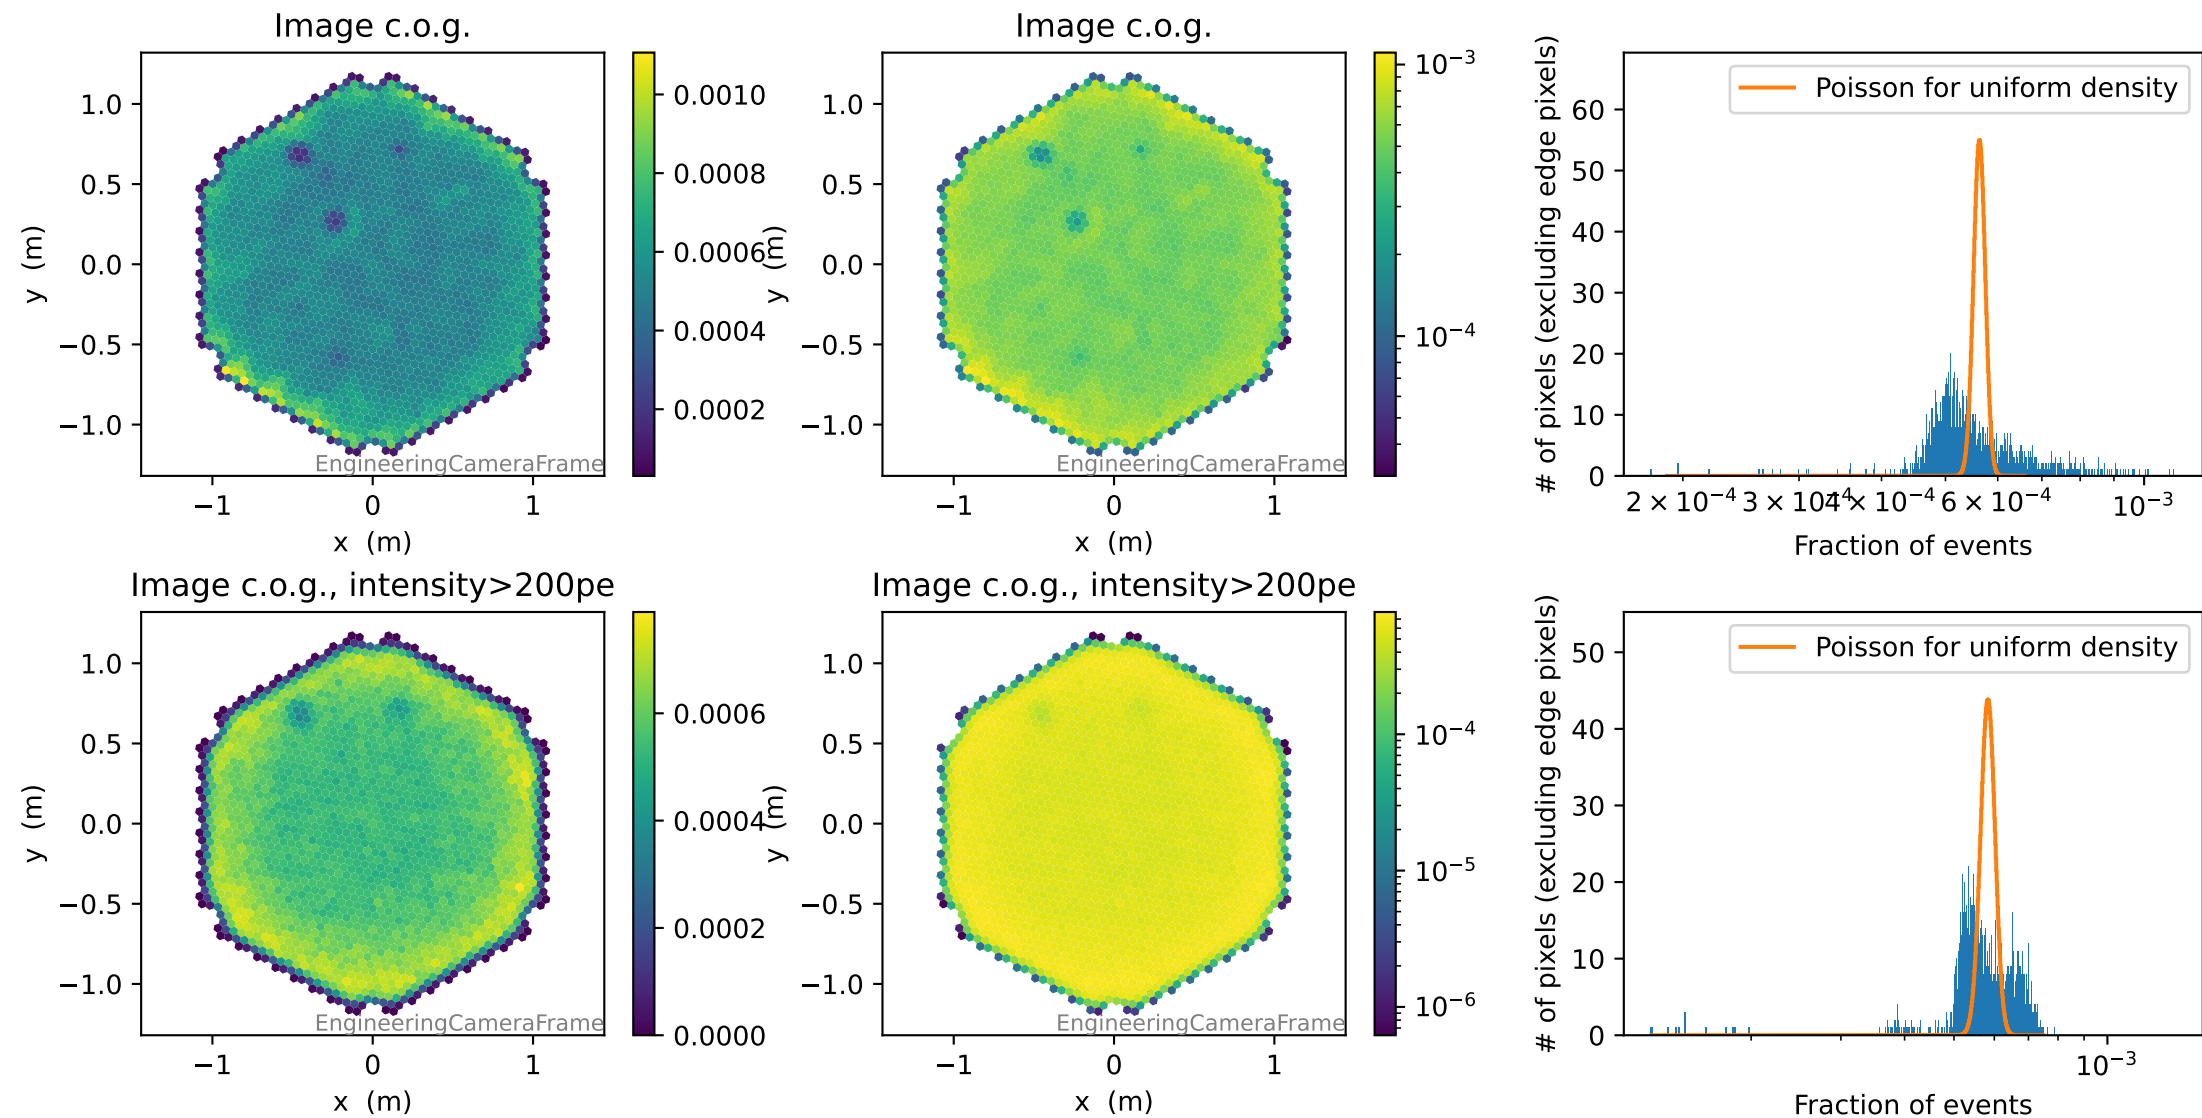 Image c.o.g.
1.0
0.5
0.0
−0.5
−1.0
y (m)
−1
0
1
x (m)
EngineeringCameraFrame
0.0010
0.0008
0.0006
0.0004
0.0002
Image c.o.g.
1.0
0.5
0.0
−0.5
−1.0
y (m)
−1
0
1
x (m)
EngineeringCameraFrame
10⁻³
10⁻⁴
Poisson for uniform density
# of pixels (excluding edge pixels)
60
50
40
30
20
10
0
2 × 10⁻⁴
3 × 10⁻⁴
4 × 10⁻⁴
6 × 10⁻⁴
10⁻³
Fraction of events
Image c.o.g., intensity>200pe
1.0
0.5
0.0
−0.5
−1.0
y (m)
−1
0
1
x (m)
EngineeringCameraFrame
0.0006
0.0004
0.0002
0.0000
Image c.o.g., intensity>200pe
1.0
0.5
0.0
−0.5
−1.0
y (m)
−1
0
1
x (m)
EngineeringCameraFrame
10⁻⁴
10⁻⁵
10⁻⁶
Poisson for uniform density
# of pixels (excluding edge pixels)
50
40
30
20
10
0
10⁻³
Fraction of events